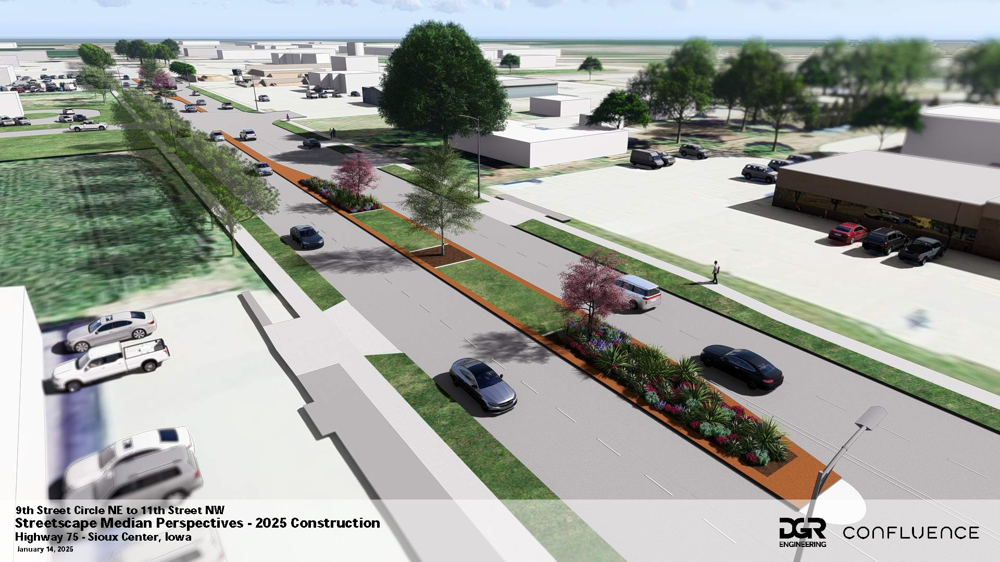 9th Street Circle NE to 11th Street NW
Streetscape Median Perspectives - 2025 Construction
Highway 75 - Sioux Center, Iowa
January 14, 2025
DGR
ENGINEERING
CONFLUENCE